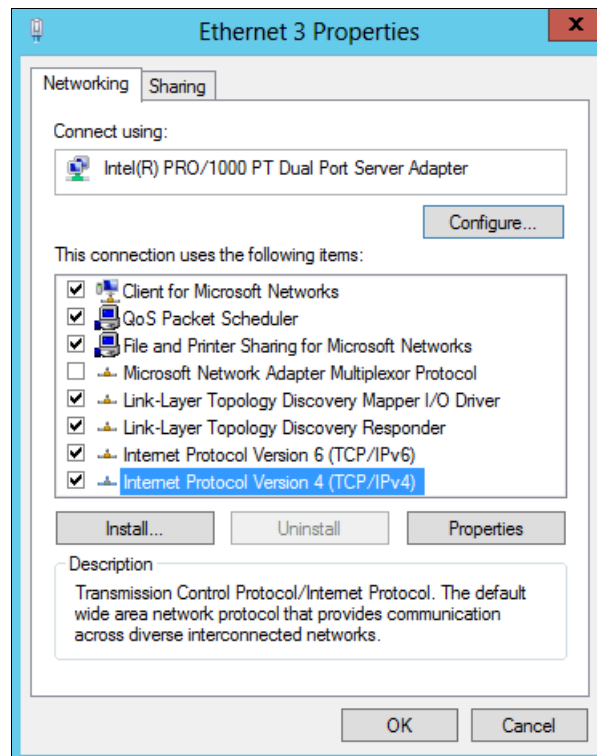 Ethernet 3 Properties
x
Networking
Sharing
Connect using:
Intel(R) PRO/1000 PT Dual Port Server Adapter
Configure...
This connection uses the following items:
Client for Microsoft Networks
QoS Packet Scheduler
File and Printer Sharing for Microsoft Networks
Microsoft Network Adapter Multiplexor Protocol
Link-Layer Topology Discovery Mapper I/O Driver
Link-Layer Topology Discovery Responder
Internet Protocol Version 6 (TCP/IPv6)
Internet Protocol Version 4 (TCP/IPv4)
Install...
Uninstall
Properties
Description
Transmission Control Protocol/Internet Protocol. The default
wide area network protocol that provides communication
across diverse interconnected networks.
OK
Cancel